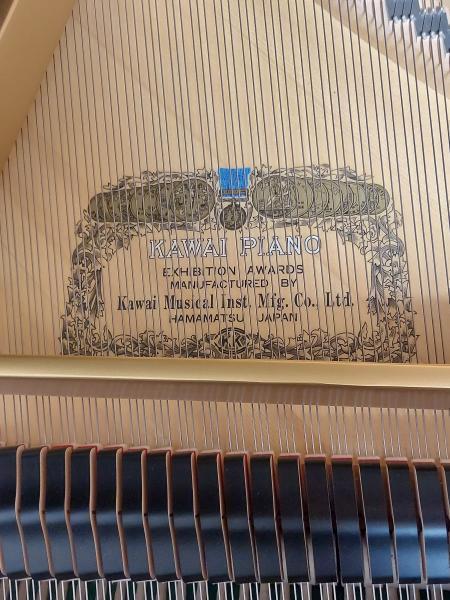 KAWAI PIANO
EXHIBITION AWARDS
MANUFACTURED BY
Kawai Musical Inst. Mfg. Co., Ltd.
HAMAMATSU JAPAN